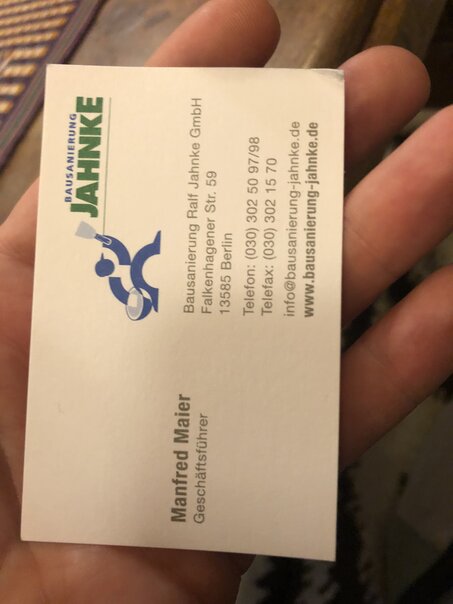 BAUSANIERUNG
JAHNKE
Manfred Maier
Geschäftsführer
Bausanierung Ralf Jahnke GmbH
Falkenhagener Str. 59
13585 Berlin
Telefon: (030) 302 50 97/98
Telefax: (030) 302 15 70
info@bausanierung-jahnke.de
www.bausanierung-jahnke.de